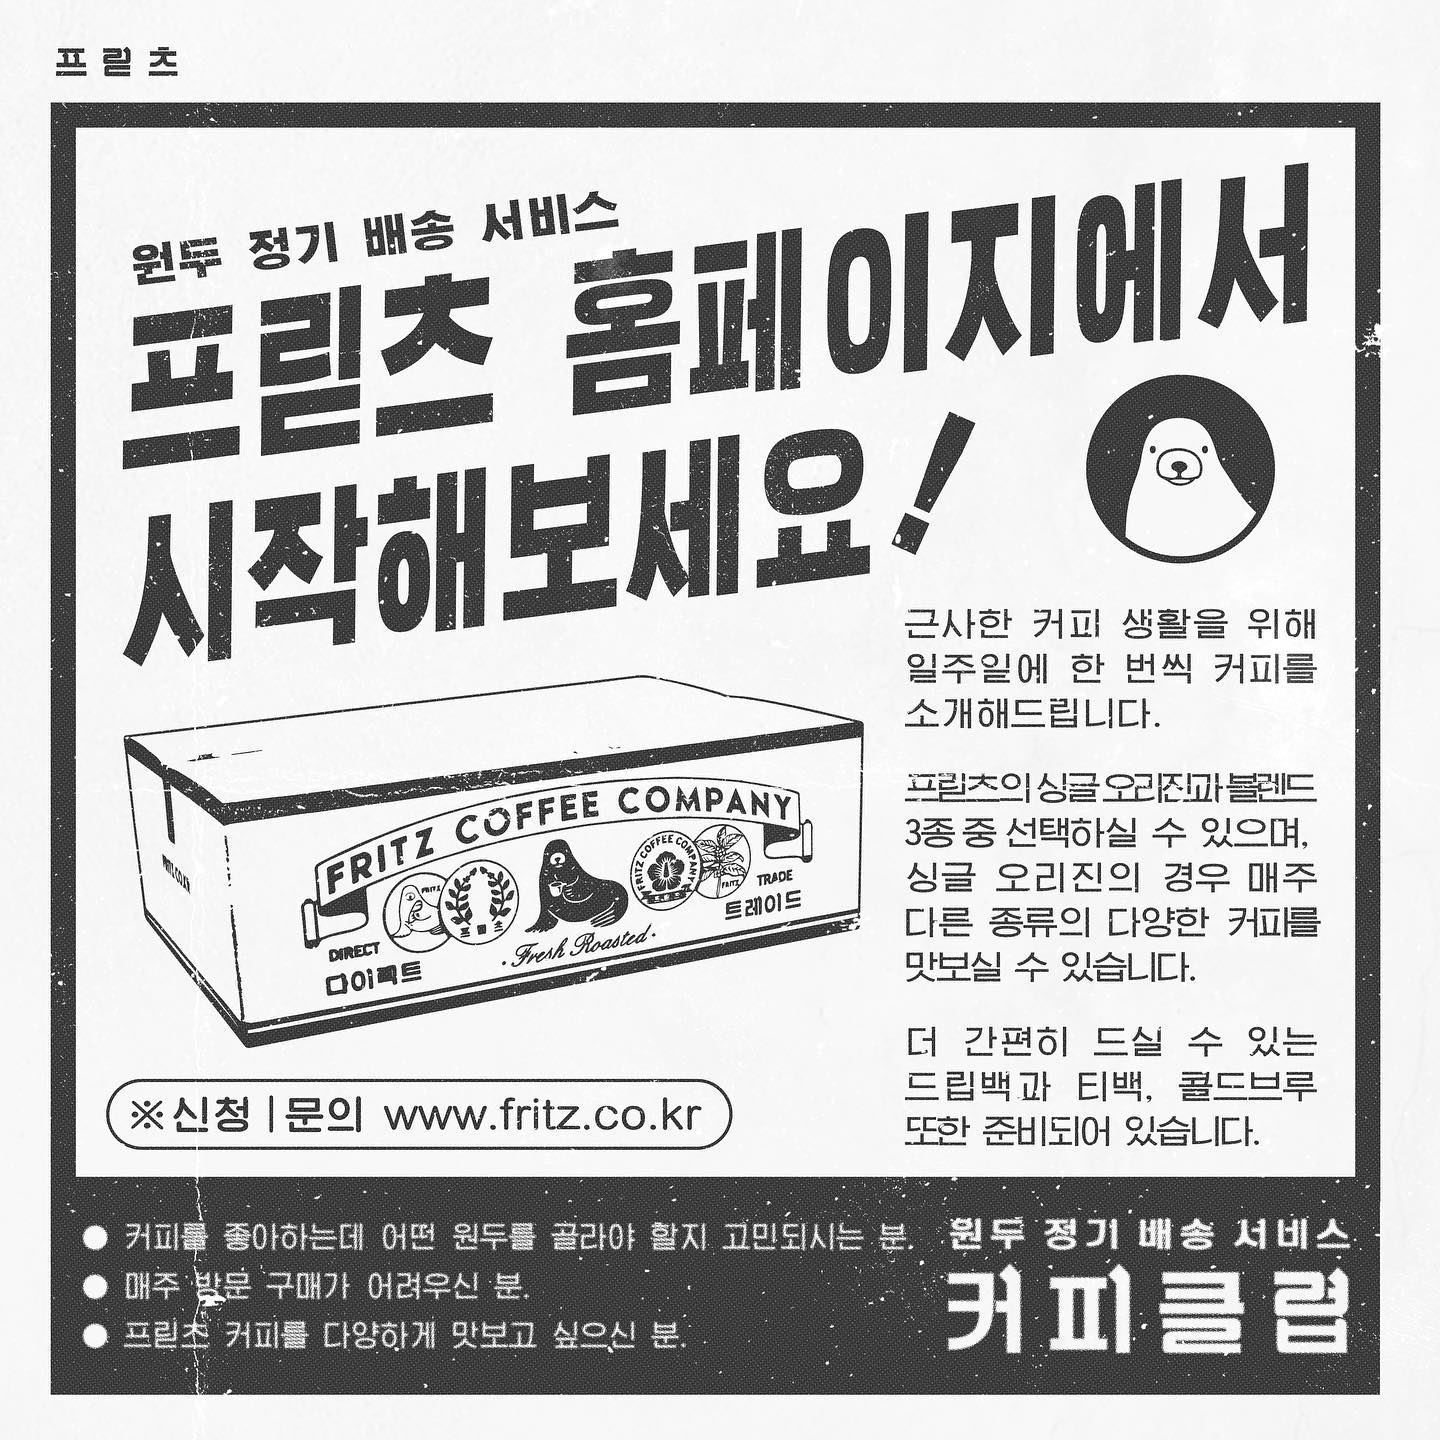 프릳츠
원두 정기 배송 서비스
프릳츠 홈페이지에서
시작해보세요!
근사한 커피 생활을 위해
일주일에 한 번씩 커피를
소개해드립니다.
프릳츠의 싱글 오리진과 블렌드
3종 중 선택하실 수 있으며,
싱글 오리진의 경우 매주
다른 종류의 다양한 커피를
맛보실 수 있습니다.
더 간편히 드실 수 있는
드립백과 티백, 콜드브루
또한 준비되어 있습니다.
FRITZ COFFEE COMPANY
FRITZ.CO.KR
FRITZ
프릳츠
FRITZ COFFEE COMPANY
FRITZ
DIRECT
다이렉트
TRADE
트레이드
·Fresh Roasted·
※신청 | 문의 www.fritz.co.kr
● 커피를 좋아하는데 어떤 원두를 골라야 할지 고민되시는 분.
● 매주 방문 구매가 어려우신 분.
● 프릳츠 커피를 다양하게 맛보고 싶으신 분.
원두 정기 배송 서비스
커피클럽